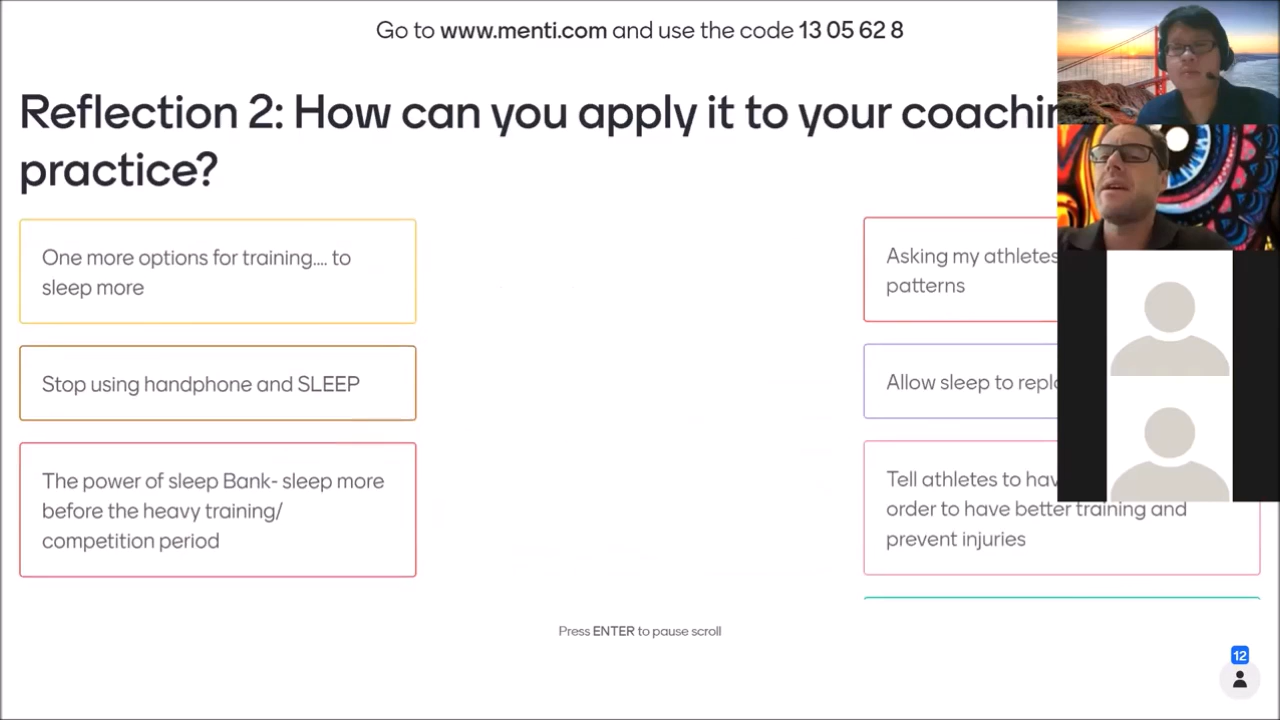 Go to www.menti.com and use the code 13 05 62 8
Reflection 2: How can you apply it to your
practice?
One more options for training.... to
sleep more
Stop using handphone and SLEEP
The power of sleep Bank- sleep more
before the heavy training/
competition period
Asking my athletes
patterns
Allow sleep to
Tell athletes to
order to have better training and
prevent injuries
Press ENTER to pause scroll
12